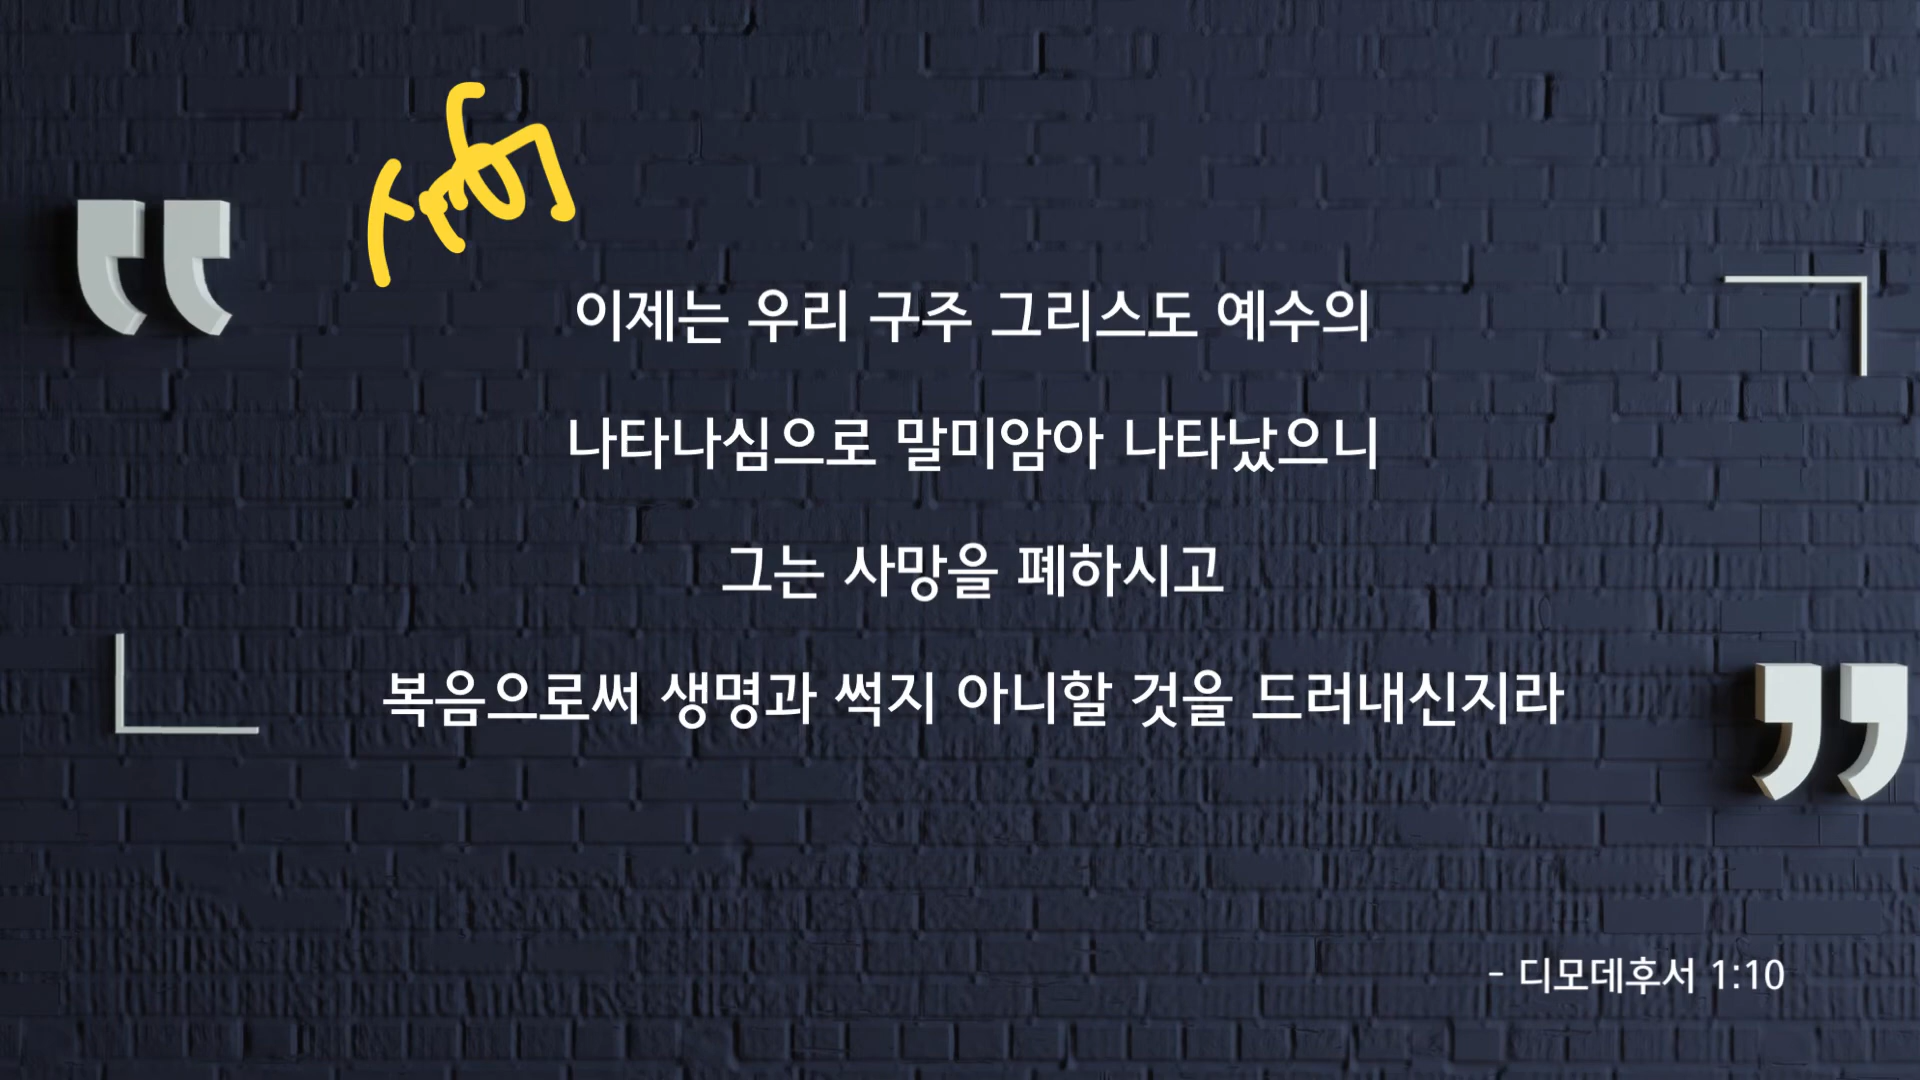 이제는 우리 구주 그리스도 예수의
나타나심으로 말미암아 나타났으니
그는 사망을 폐하시고
복음으로써 생명과 썩지 아니할 것을 드러내신지라
- 디모데후서 1:10